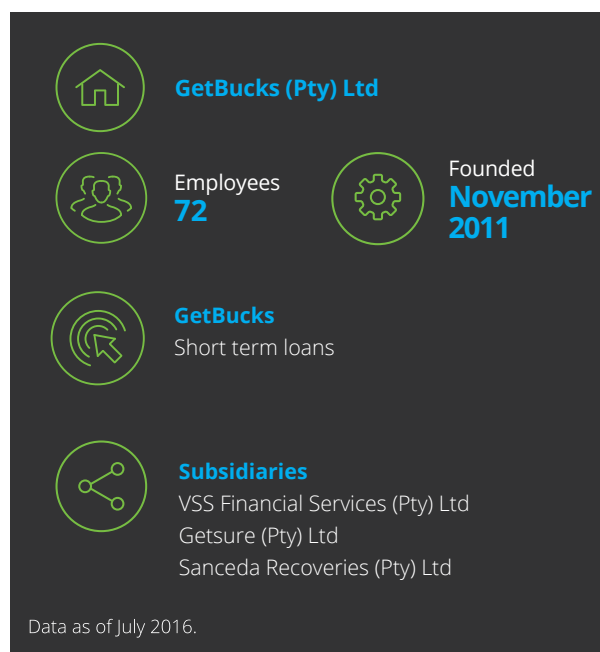 GetBucks (Pty) Ltd
Employees
72
Founded
November
2011
GetBucks
Short term loans
Subsidiaries
VSS Financial Services (Pty) Ltd
Getsure (Pty) Ltd
Sanceda Recoveries (Pty) Ltd
Data as of July 2016.